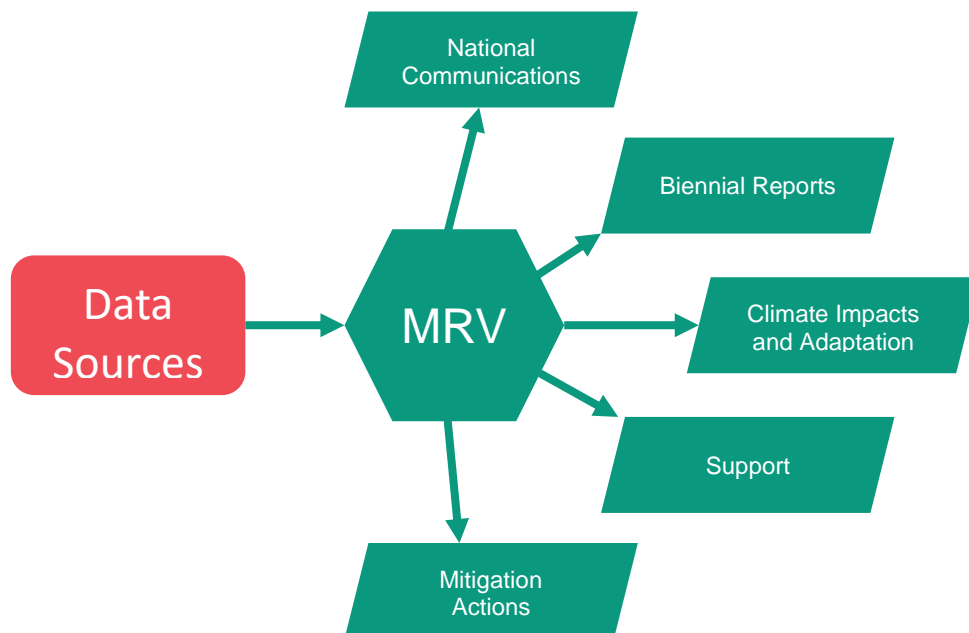 National
Communications
Biennial Reports
Data
Sources
MRV
Climate Impacts
and Adaptation
Support
Mitigation
Actions